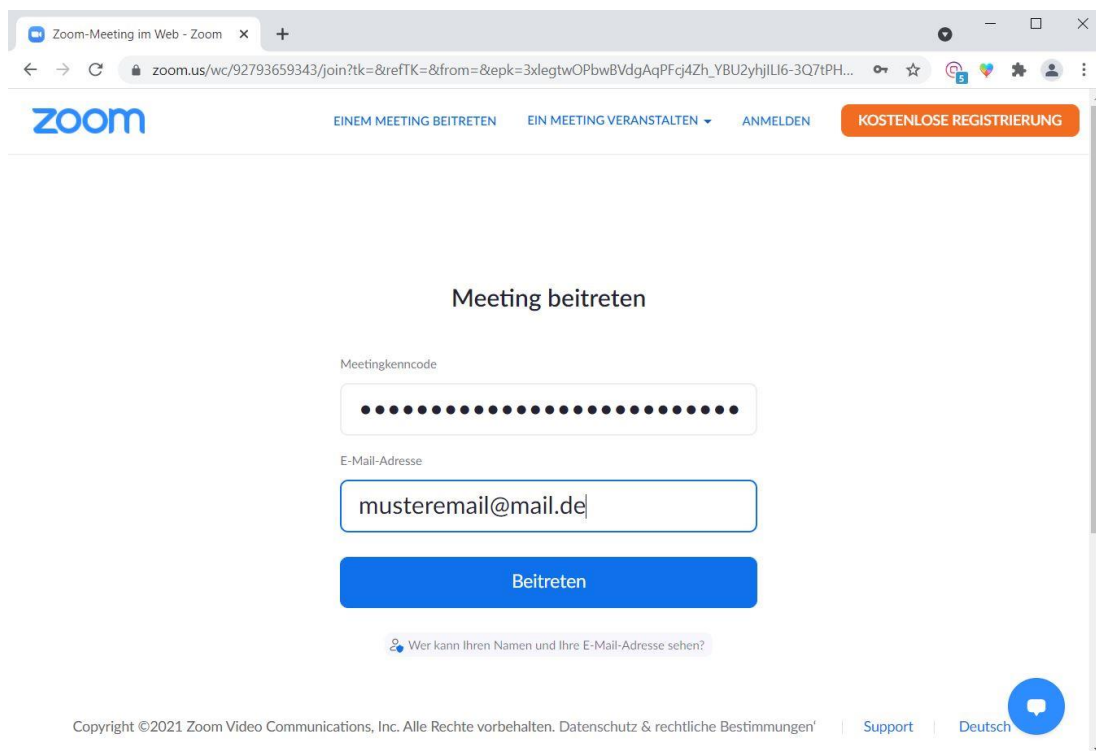 Zoom-Meeting im Web - Zoom
zoom.us/wc/92793659343/join?tk=&refTK=&from=&epk=3xlegtwOPbwBVdgAqPFcj4Zh_YBU2yhjILI6-3Q7tPH...
5
zoom
EINEM MEETING BEITRETEN EIN MEETING VERANSTALTEN ANMELDEN KOSTENLOSE REGISTRIERUNG
Meeting beitreten
Meetingkenncode
••••••••••••••••••••••••••••
E-Mail-Adresse
musteremail@mail.de
Beitreten
Wer kann Ihren Namen und Ihre E-Mail-Adresse sehen?
Copyright ©2021 Zoom Video Communications, Inc. Alle Rechte vorbehalten. Datenschutz & rechtliche Bestimmungen' Support Deutsch